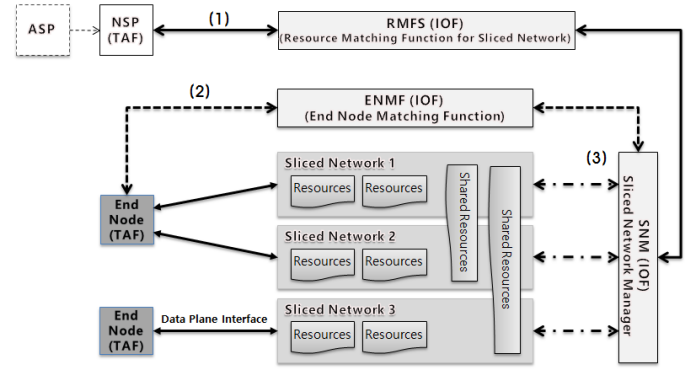 ASP
NSP
(TAF)
(1)
RMFS (IOF)
(Resource Matching Function for Sliced Network)
(2)
ENMF (IOF)
(End Node Matching Function)
(3)
Sliced Network 1
Resources
Resources
Shared Resources
Shared Resources
End
Node
(TAF)
Sliced Network 2
Resources
Resources
SNM (IOF)
Sliced Network Manager
Sliced Network 3
Resources
Resources
End
Node
(TAF)
Data Plane Interface